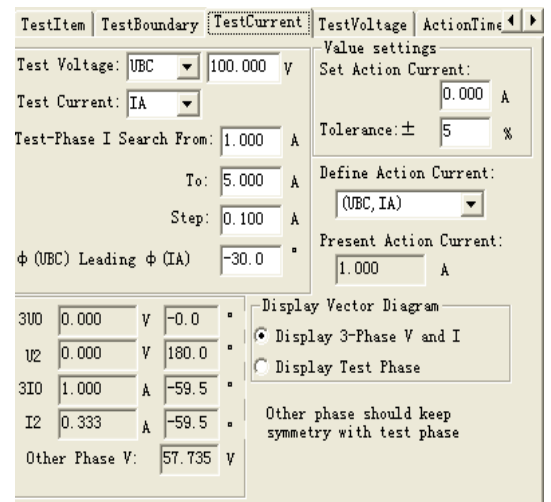 TestItem TestBoundary TestCurrent TestVoltage ActionTime
Test Voltage: UBC 100.000 V
Test Current: IA
Test-Phase I Search From: 1.000 A
To: 5.000 A
Step: 0.100 A
ϕ (UBC) Leading ϕ (IA) -30.0 °
Value settings
Set Action Current:
0.000 A
Tolerance:± 5 %
Define Action Current:
(UBC, IA)
Present Action Current:
1.000 A
3U0 0.000 V -0.0 °
U2 0.000 V 180.0 °
3I0 1.000 A -59.5 °
I2 0.333 A -59.5 °
Other Phase V: 57.735 V
Display Vector Diagram
Display 3-Phase V and I
Display Test Phase
Other phase should keep
symmetry with test phase